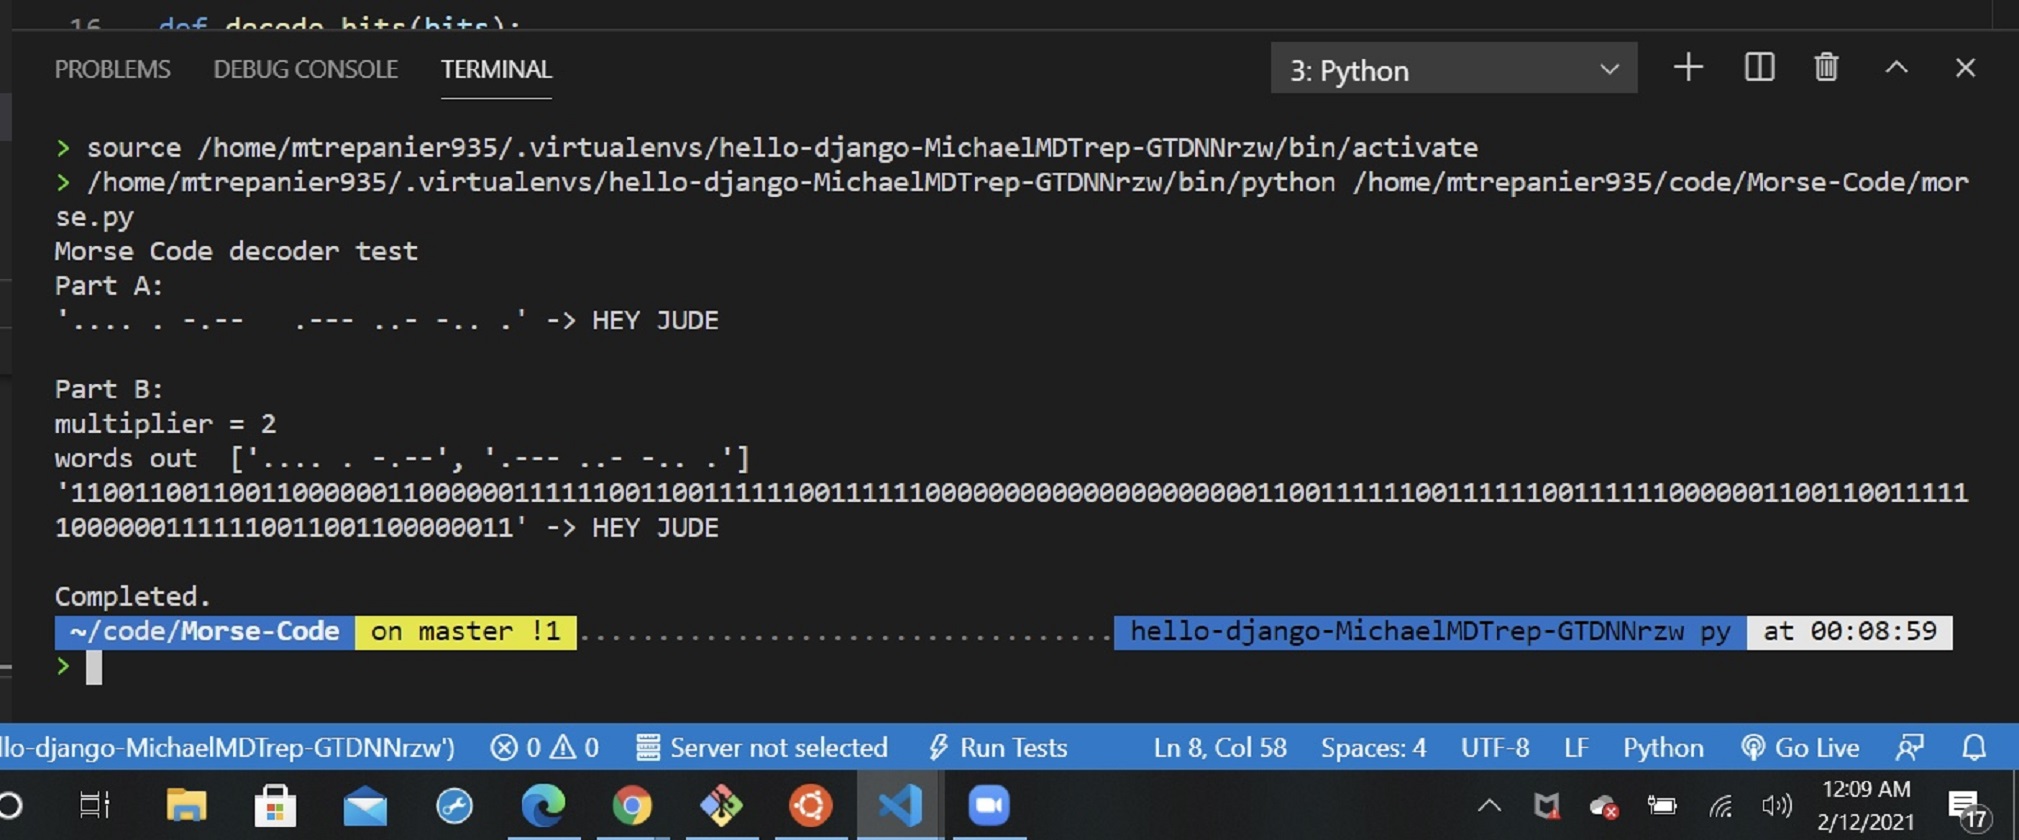 16 def decode_bits(bits):
PROBLEMS DEBUG CONSOLE TERMINAL 3: Python
> source /home/mtrepanier935/.virtualenvs/hello-django-MichaelMDTrep-GTDNNrzw/bin/activate
> /home/mtrepanier935/.virtualenvs/hello-django-MichaelMDTrep-GTDNNrzw/bin/python /home/mtrepanier935/code/Morse-Code/mor
se.py
Morse Code decoder test
Part A:
'.... . -.--   .--- ..- -.. .' -> HEY JUDE
Part B:
multiplier = 2
words out  ['.... . -.--', '.--- ..- -.. .']
'1100110011001100000011000000111111001100111111001111110000000000000000000011001111110011111100111111000000110011001111
1100000011111100110011000000011' -> HEY JUDE
Completed.
~/code/Morse-Code on master !1 .................................. hello-django-MichaelMDTrep-GTDNNrzw py at 00:08:59
>
llo-django-MichaelMDTrep-GTDNNrzw') 0 0 Server not selected Run Tests Ln 8, Col 58 Spaces: 4 UTF-8 LF Python Go Live
12:09 AM
2/12/2021
17